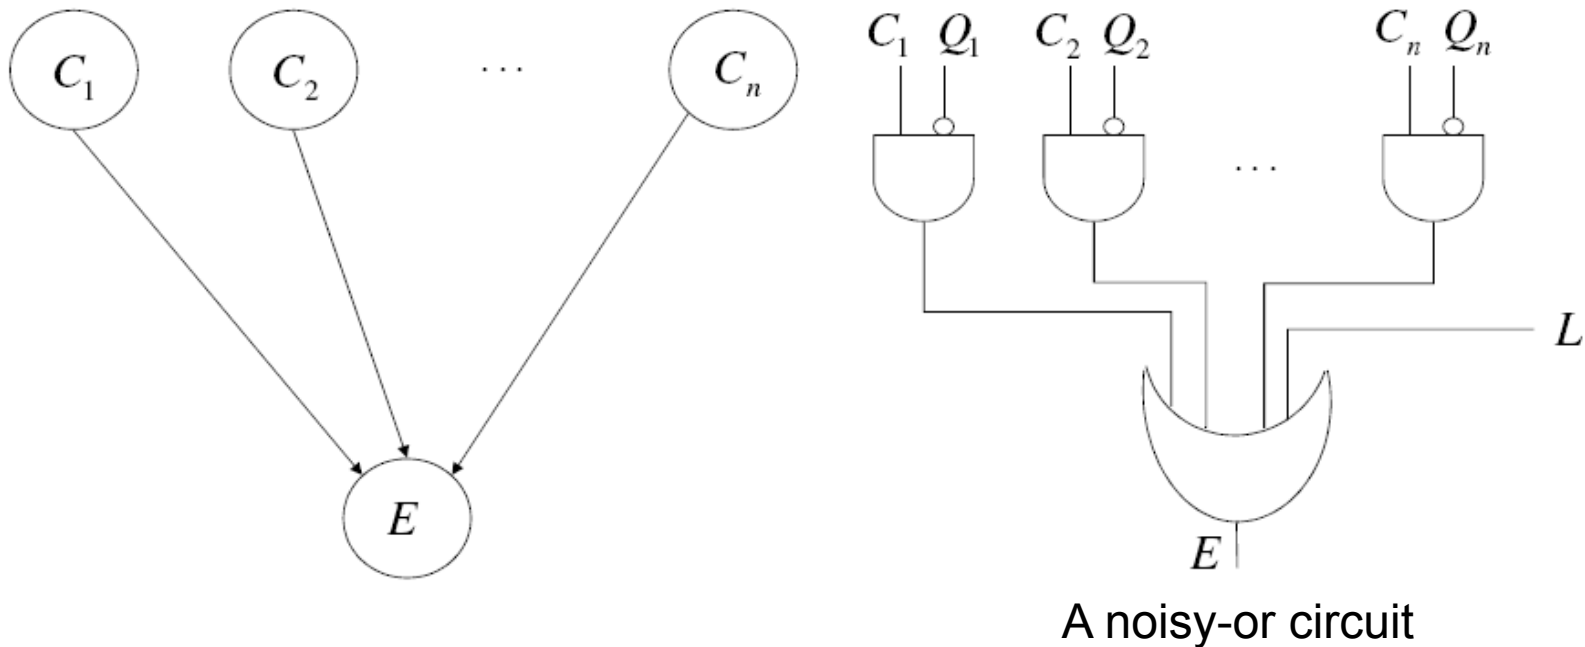 C₁ C₂ ... Cₙ
E
C₁ Q₁ C₂ Q₂ ... Cₙ Qₙ
L
E
A noisy-or circuit